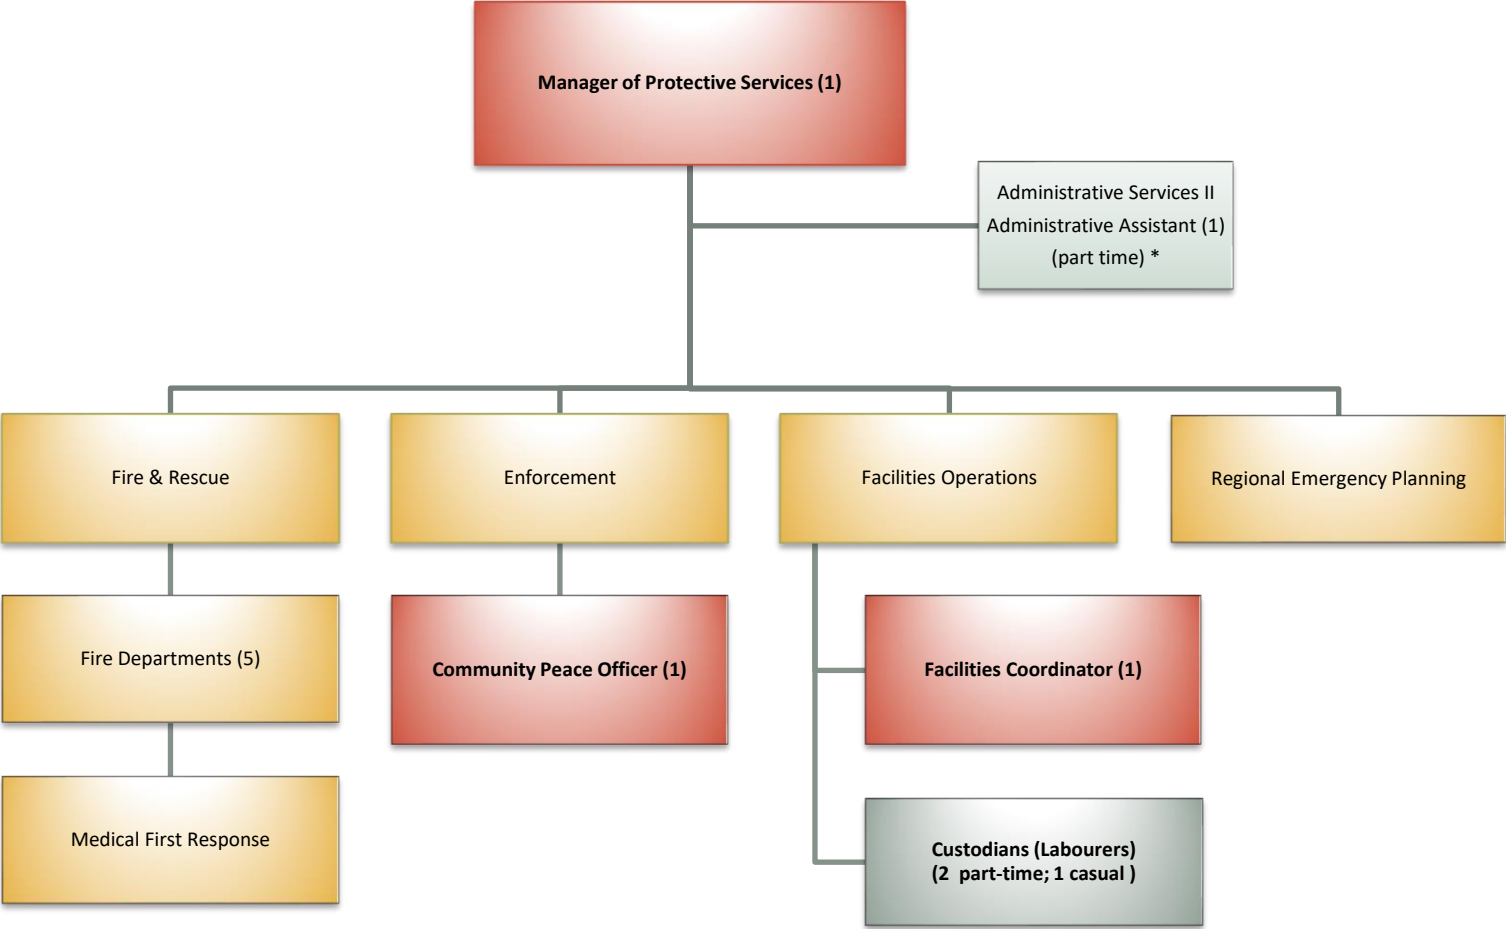 Manager of Protective Services (1)
Administrative Services II
Administrative Assistant (1)
(part time) *
Fire & Rescue
Enforcement
Facilities Operations
Regional Emergency Planning
Fire Departments (5)
Community Peace Officer (1)
Facilities Coordinator (1)
Medical First Response
Custodians (Labourers)
(2  part-time; 1 casual )